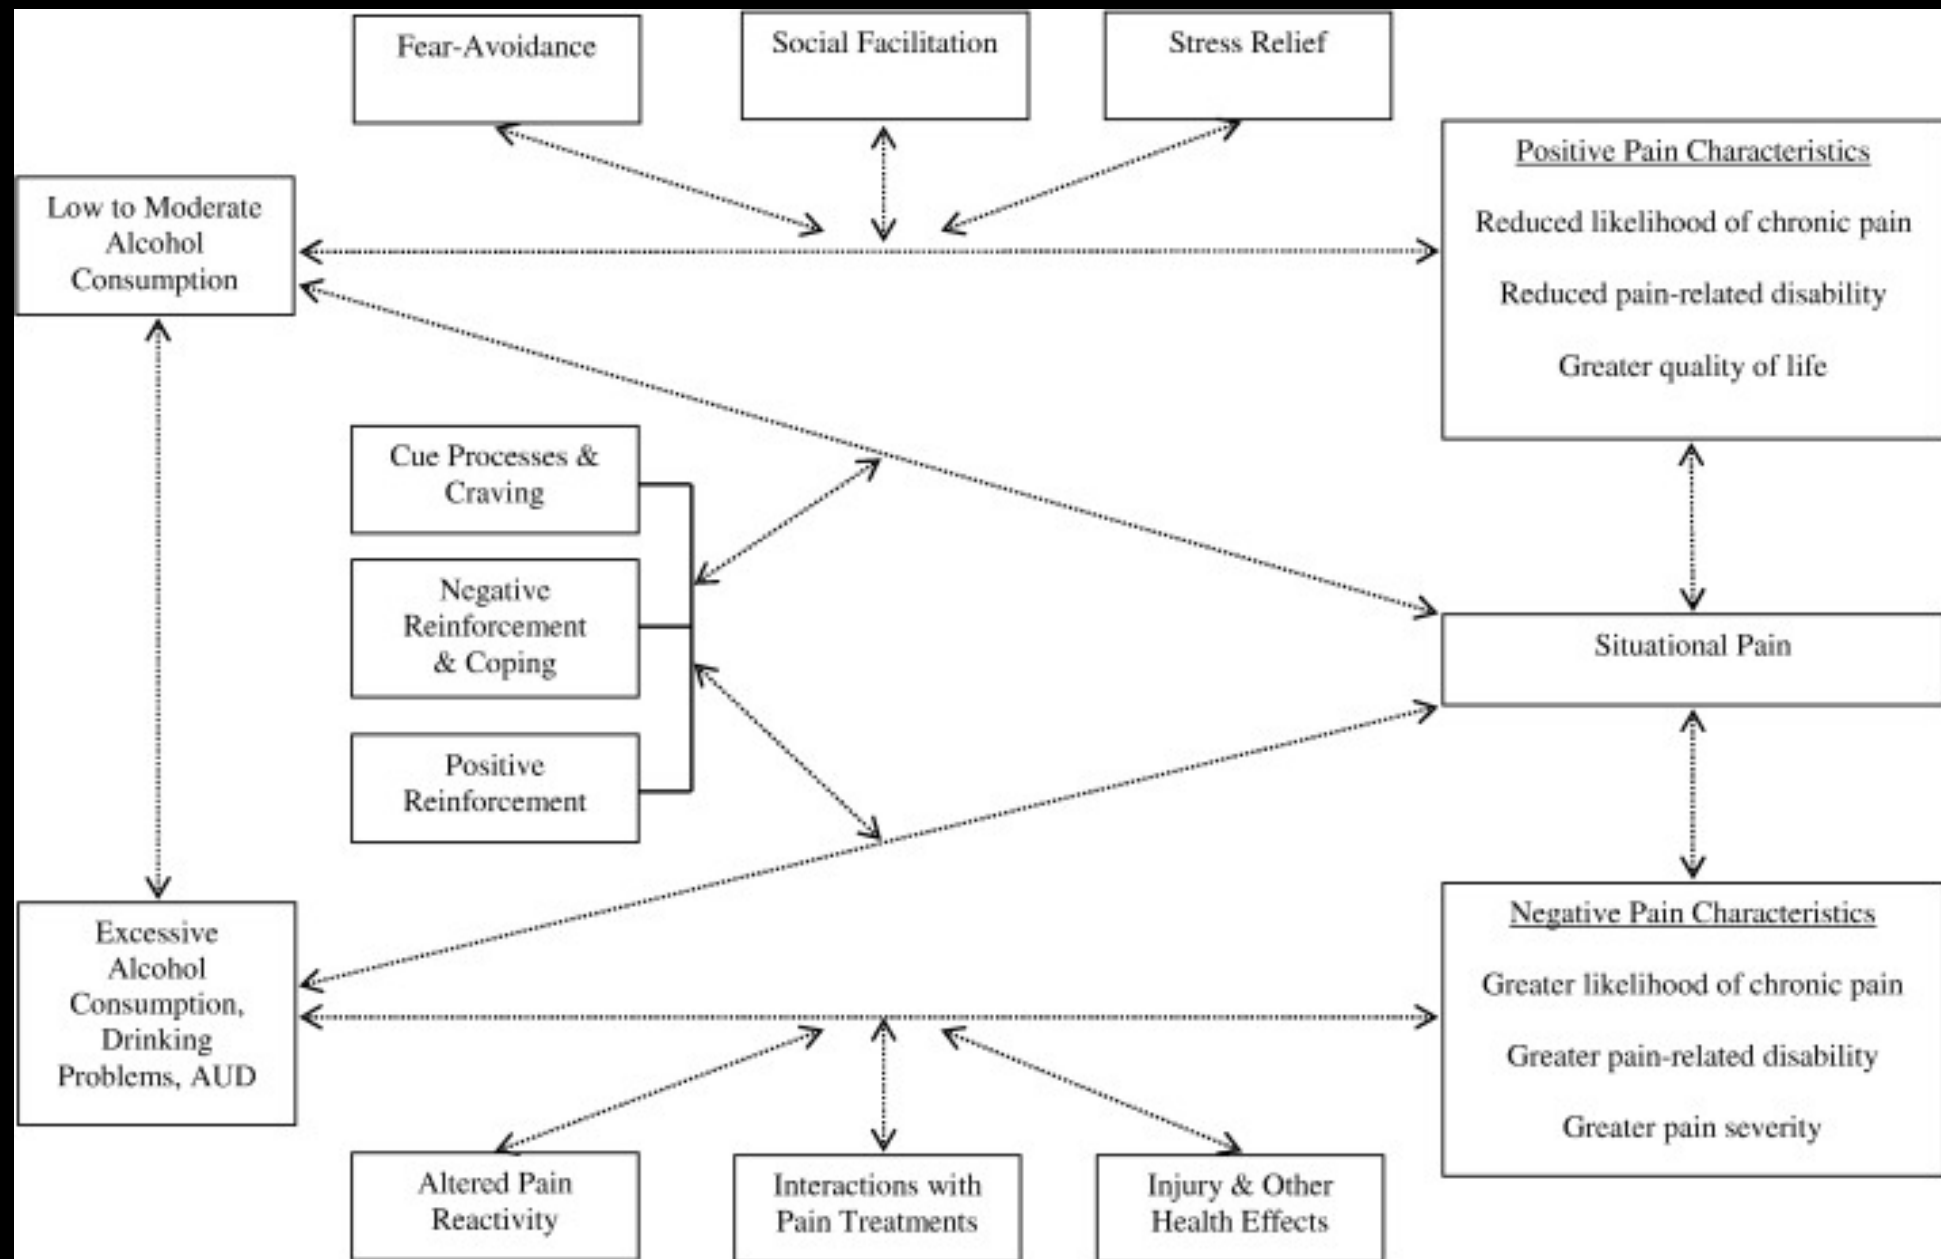 Fear-Avoidance
Social Facilitation
Stress Relief
Positive Pain Characteristics
Reduced likelihood of chronic pain
Reduced pain-related disability
Greater quality of life
Low to Moderate
Alcohol
Consumption
Cue Processes &
Craving
Negative
Reinforcement
& Coping
Positive
Reinforcement
Situational Pain
Excessive
Alcohol
Consumption,
Drinking
Problems, AUD
Negative Pain Characteristics
Greater likelihood of chronic pain
Greater pain-related disability
Greater pain severity
Altered Pain
Reactivity
Interactions with
Pain Treatments
Injury & Other
Health Effects